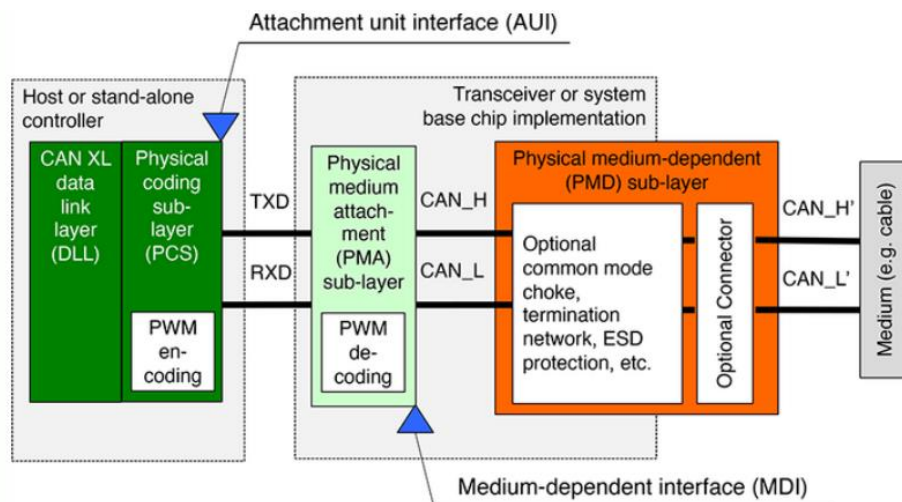 Attachment unit interface (AUI)
Host or stand-alone
controller
Transceiver or system
base chip implementation
CAN XL
data
link
layer
(DLL)
Physical
coding sub-
layer
(PCS)
PWM
en-
coding
TXD
RXD
Physical
medium
attach-
ment
(PMA)
sub-layer
PWM
de-
coding
CAN_H
CAN_L
Physical medium-dependent
(PMD) sub-layer
Optional
common mode
choke,
termination
network, ESD
protection, etc.
Optional Connector
CAN_H’
CAN_L’
Medium (e.g. cable)
Medium-dependent interface (MDI)